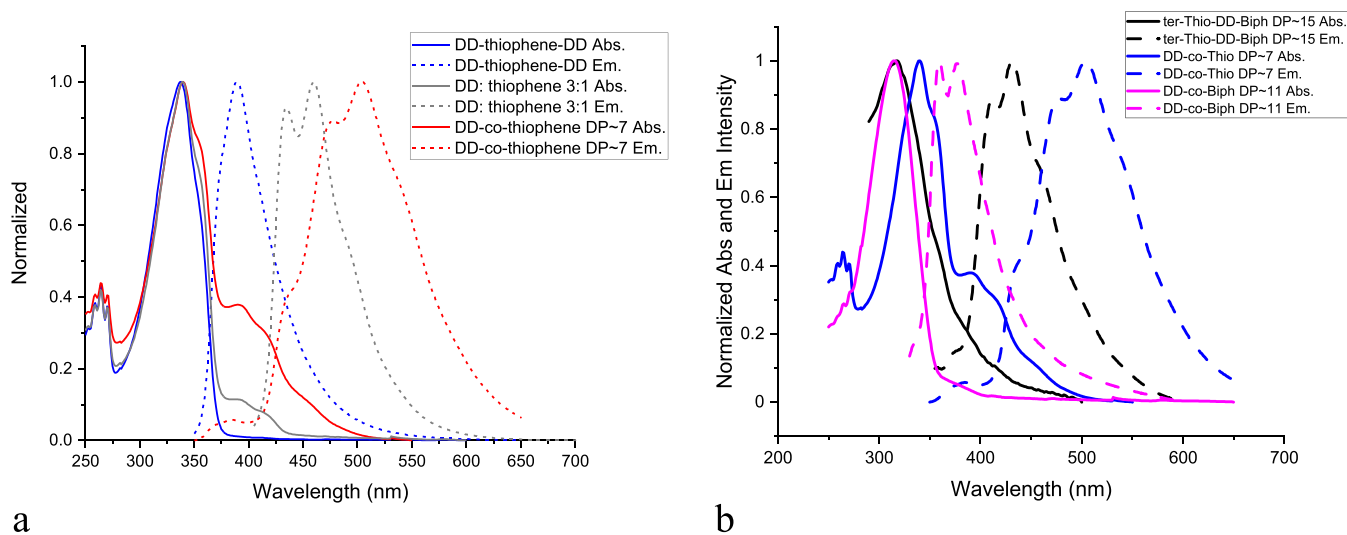 DD-thiophene-DD Abs.
DD-thiophene-DD Em.
DD: thiophene 3:1 Abs.
DD: thiophene 3:1 Em.
DD-co-thiophene DP~7 Abs.
DD-co-thiophene DP~7 Em.
1.0
0.8
0.6
0.4
0.2
0.0
Normalized
250 300 350 400 450 500 550 600 650 700
Wavelength (nm)
a
ter-Thio-DD-Biph DP~15 Abs.
ter-Thio-DD-Biph DP~15 Em.
DD-co-Thio DP~7 Abs.
DD-co-Thio DP~7 Em.
DD-co-Biph DP~11 Abs.
DD-co-Biph DP~11 Em.
1
0.8
0.6
0.4
0.2
0
Normalized Abs and Em Intensity
200 300 400 500 600 700
Wavelength (nm)
b